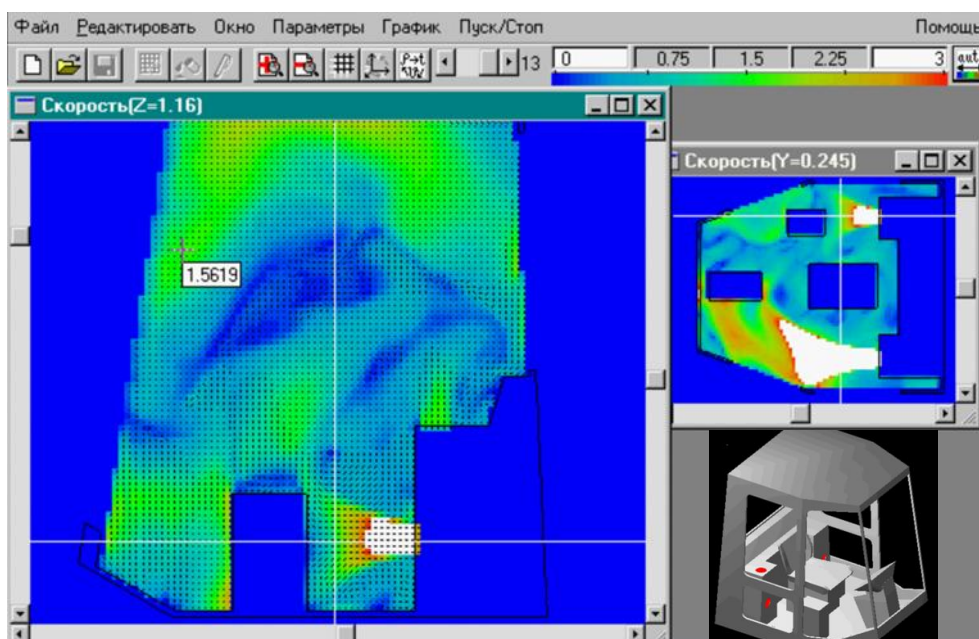 Файл Редактировать Окно Параметры График Пуск/Стоп Помощь
13 0 0.75 1.5 2.25 3 aut
Скорость(Z=1.16)
1.5619
Скорость(Y=0.245)